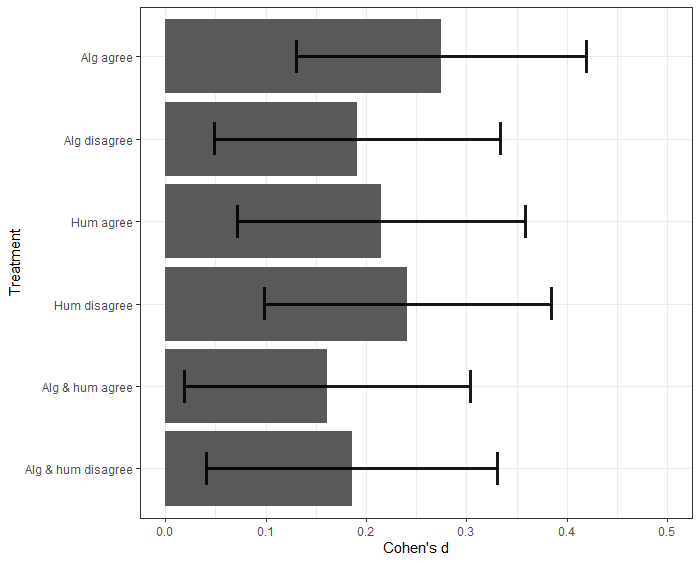 Treatment
Alg agree
Alg disagree
Hum agree
Hum disagree
Alg & hum agree
Alg & hum disagree
0.0 0.1 0.2 0.3 0.4 0.5
Cohen's d